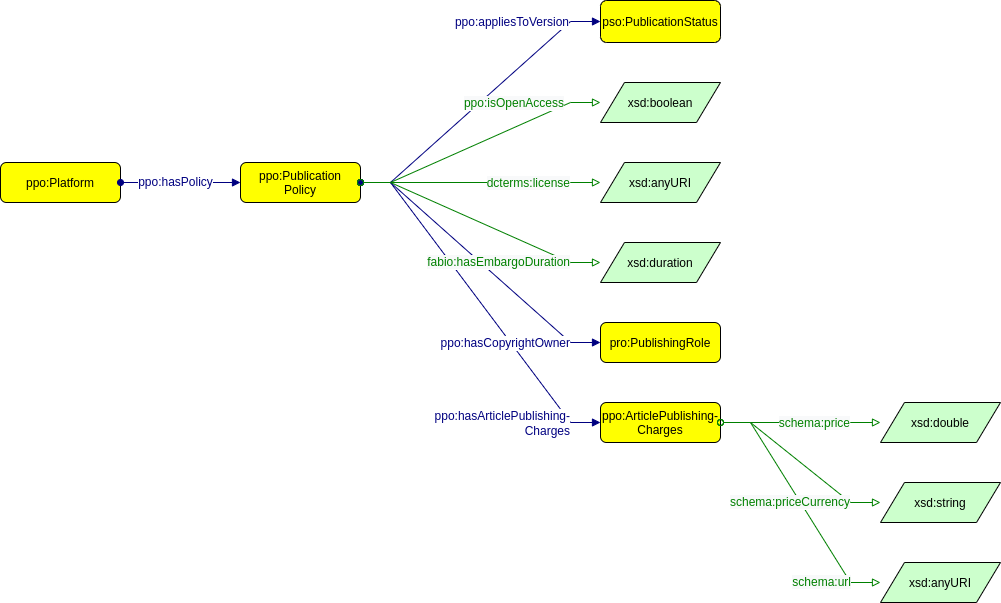 ppo:appliesToVersion
pso:PublicationStatus
ppo:isOpenAccess
xsd:boolean
ppo:Platform
ppo:hasPolicy
ppo:Publication
Policy
dcterms:license
xsd:anyURI
fabio:hasEmbargoDuration
xsd:duration
ppo:hasCopyrightOwner
pro:PublishingRole
ppo:hasArticlePublishing-
Charges
ppo:ArticlePublishing-
Charges
schema:price
xsd:double
schema:priceCurrency
xsd:string
schema:url
xsd:anyURI